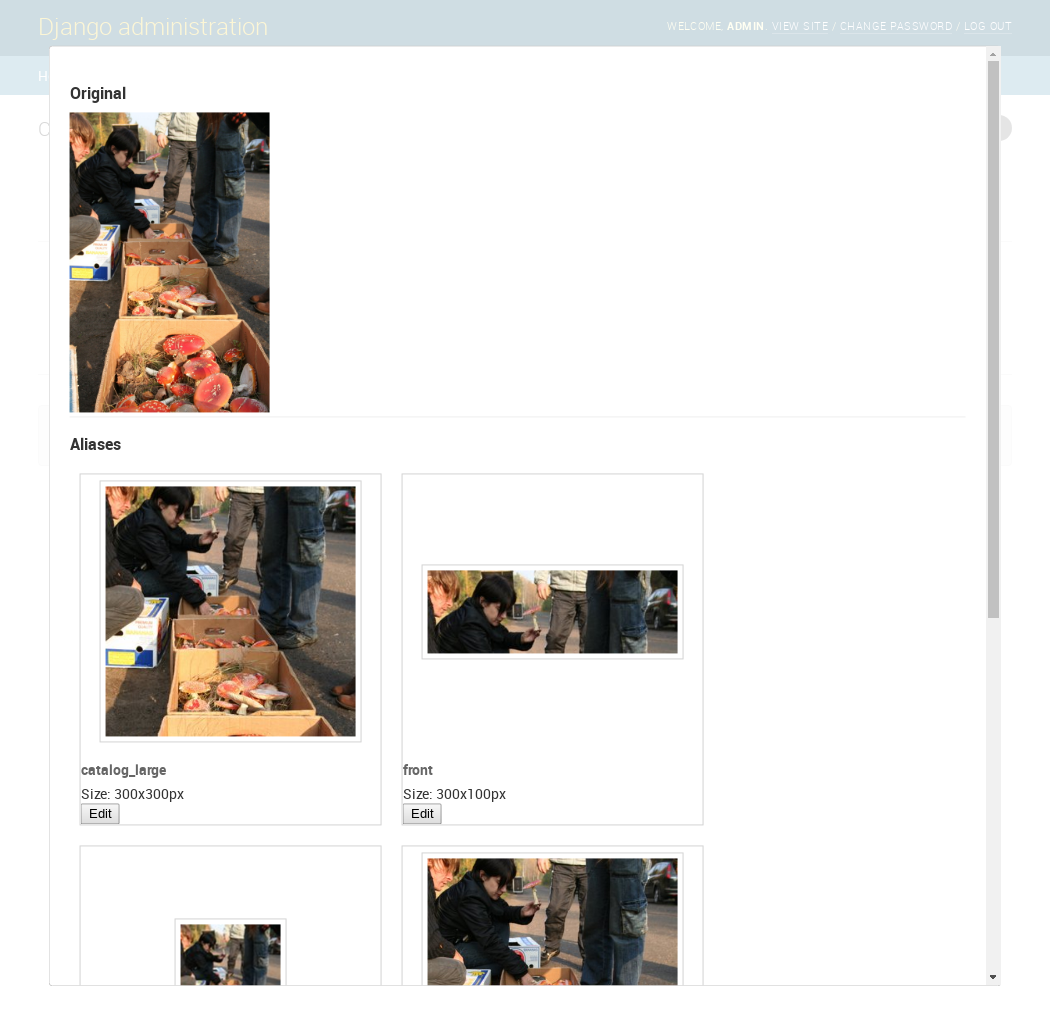 Django administration
WELCOME, ADMIN. VIEW SITE / CHANGE PASSWORD / LOG OUT
Original
Aliases
catalog_large
Size: 300x300px
Edit
front
Size: 300x100px
Edit